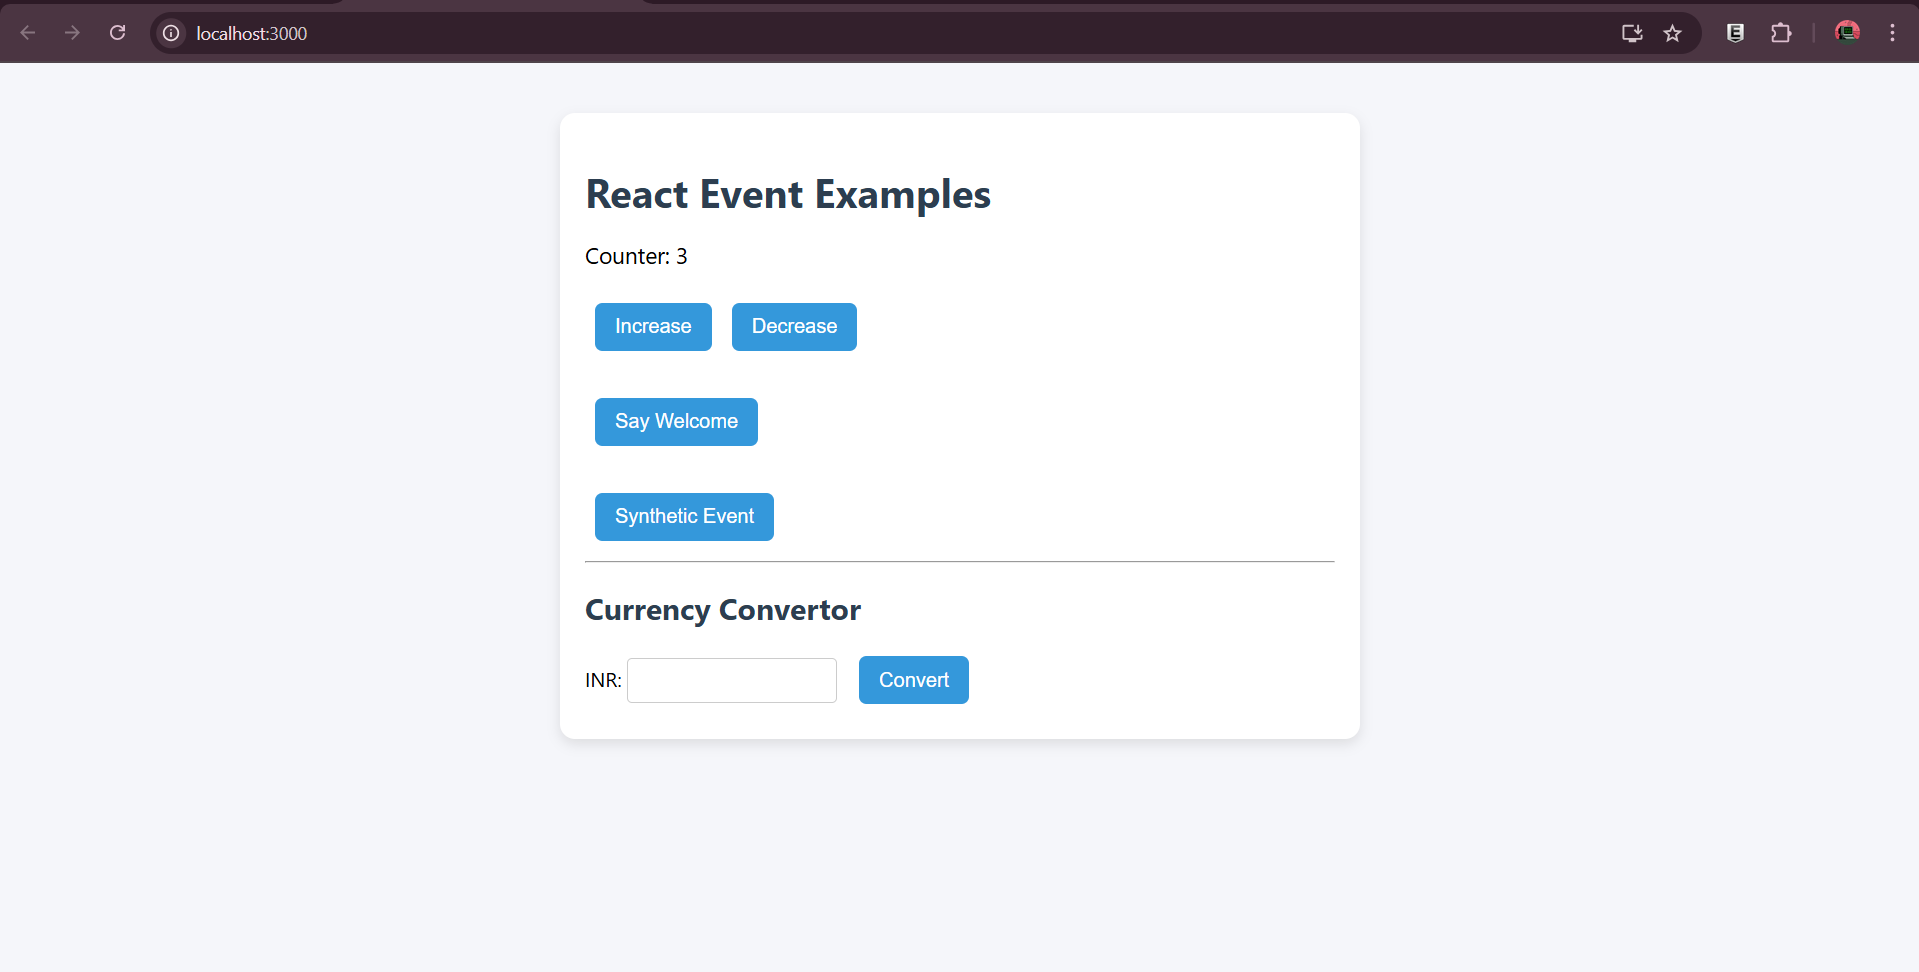 localhost:3000
React Event Examples
Counter: 3
Increase Decrease
Say Welcome
Synthetic Event
Currency Convertor
INR: Convert